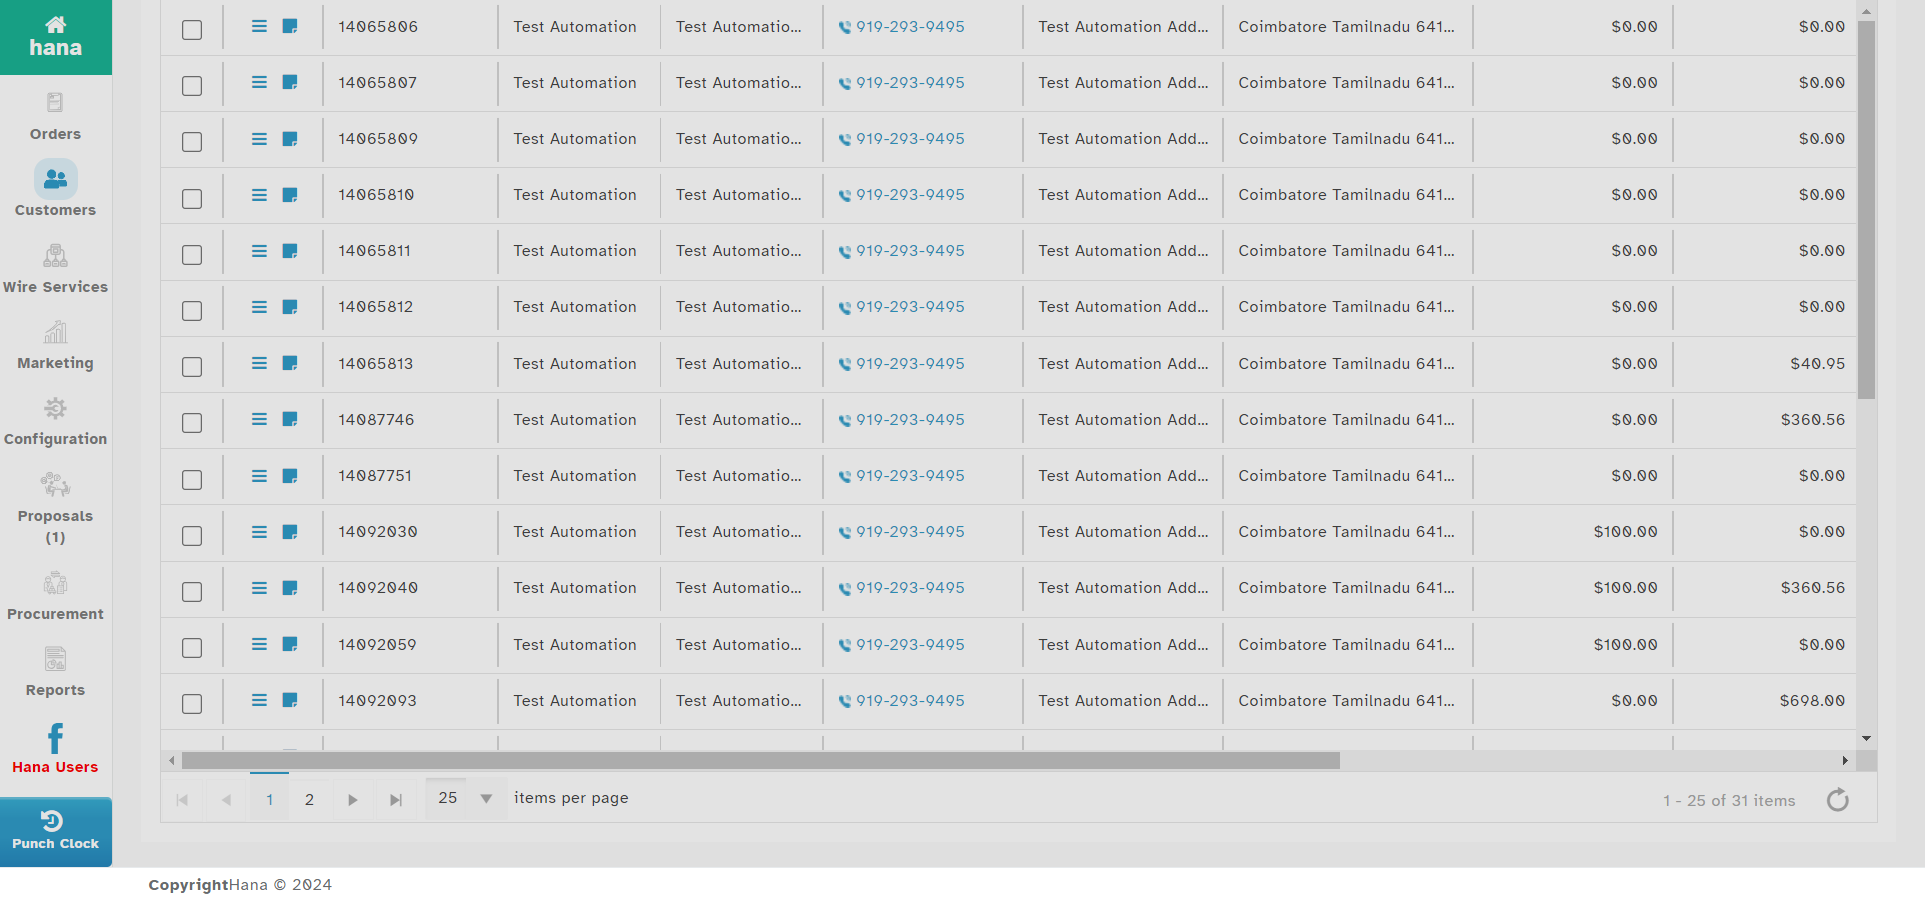 hana
Orders
Customers
Wire Services
Marketing
Configuration
Proposals
(1)
Procurement
Reports
Hana Users
Punch Clock
14065806 Test Automation Test Automatio... 919-293-9495 Test Automation Add... Coimbatore Tamilnadu 641... $0.00 $0.00
14065807 Test Automation Test Automatio... 919-293-9495 Test Automation Add... Coimbatore Tamilnadu 641... $0.00 $0.00
14065809 Test Automation Test Automatio... 919-293-9495 Test Automation Add... Coimbatore Tamilnadu 641... $0.00 $0.00
14065810 Test Automation Test Automatio... 919-293-9495 Test Automation Add... Coimbatore Tamilnadu 641... $0.00 $0.00
14065811 Test Automation Test Automatio... 919-293-9495 Test Automation Add... Coimbatore Tamilnadu 641... $0.00 $0.00
14065812 Test Automation Test Automatio... 919-293-9495 Test Automation Add... Coimbatore Tamilnadu 641... $0.00 $0.00
14065813 Test Automation Test Automatio... 919-293-9495 Test Automation Add... Coimbatore Tamilnadu 641... $0.00 $40.95
14087746 Test Automation Test Automatio... 919-293-9495 Test Automation Add... Coimbatore Tamilnadu 641... $0.00 $360.56
14087751 Test Automation Test Automatio... 919-293-9495 Test Automation Add... Coimbatore Tamilnadu 641... $0.00 $0.00
14092030 Test Automation Test Automatio... 919-293-9495 Test Automation Add... Coimbatore Tamilnadu 641... $100.00 $0.00
14092040 Test Automation Test Automatio... 919-293-9495 Test Automation Add... Coimbatore Tamilnadu 641... $100.00 $360.56
14092059 Test Automation Test Automatio... 919-293-9495 Test Automation Add... Coimbatore Tamilnadu 641... $100.00 $0.00
14092093 Test Automation Test Automatio... 919-293-9495 Test Automation Add... Coimbatore Tamilnadu 641... $0.00 $698.00
1 2 25 items per page 1 - 25 of 31 items
CopyrightHana © 2024